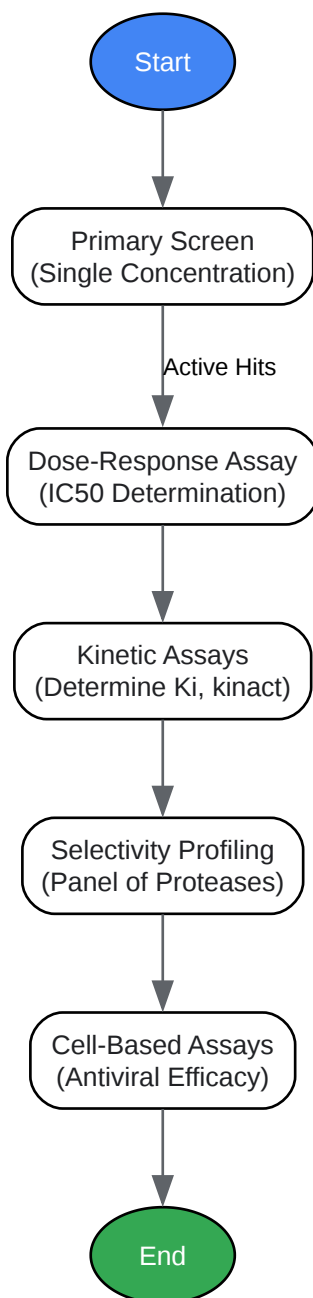 Start
Primary Screen
(Single Concentration)
Active Hits
Dose-Response Assay
(IC50 Determination)
Kinetic Assays
(Determine Ki, kinact)
Selectivity Profiling
(Panel of Proteases)
Cell-Based Assays
(Antiviral Efficacy)
End